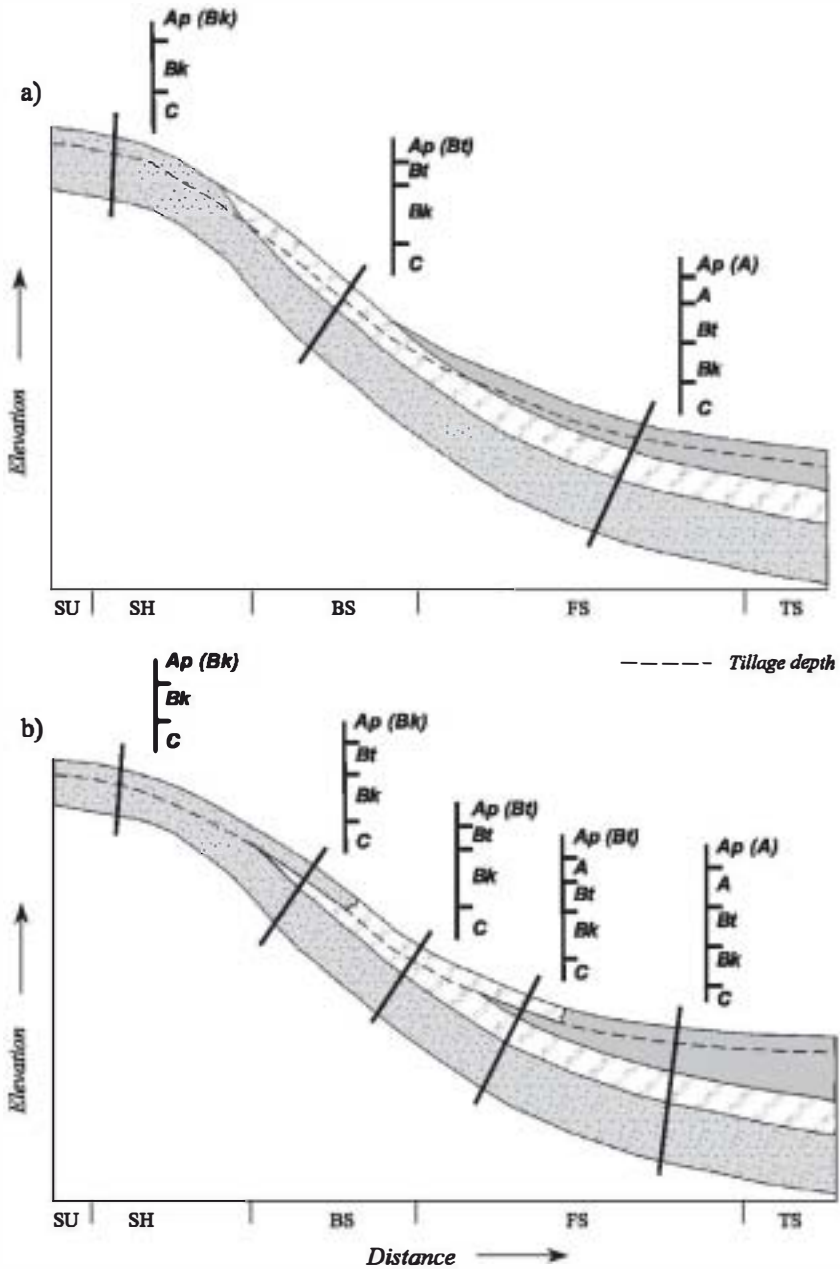 a)
Ap (Bk)
Bk
C
Ap (Bt)
Bt
Bk
C
Ap (A)
A
Bt
Bk
C
Elevation
SU | SH | BS | FS | TS
Tillage depth
b)
Ap (Bk)
Bk
C
Ap (Bk)
Bt
Bk
C
Ap (Bt)
Bt
Bk
C
Ap (Bt)
A
Bt
Bk
C
Ap (A)
A
Bt
Bk
C
Elevation
SU | SH | BS | FS | TS
Distance